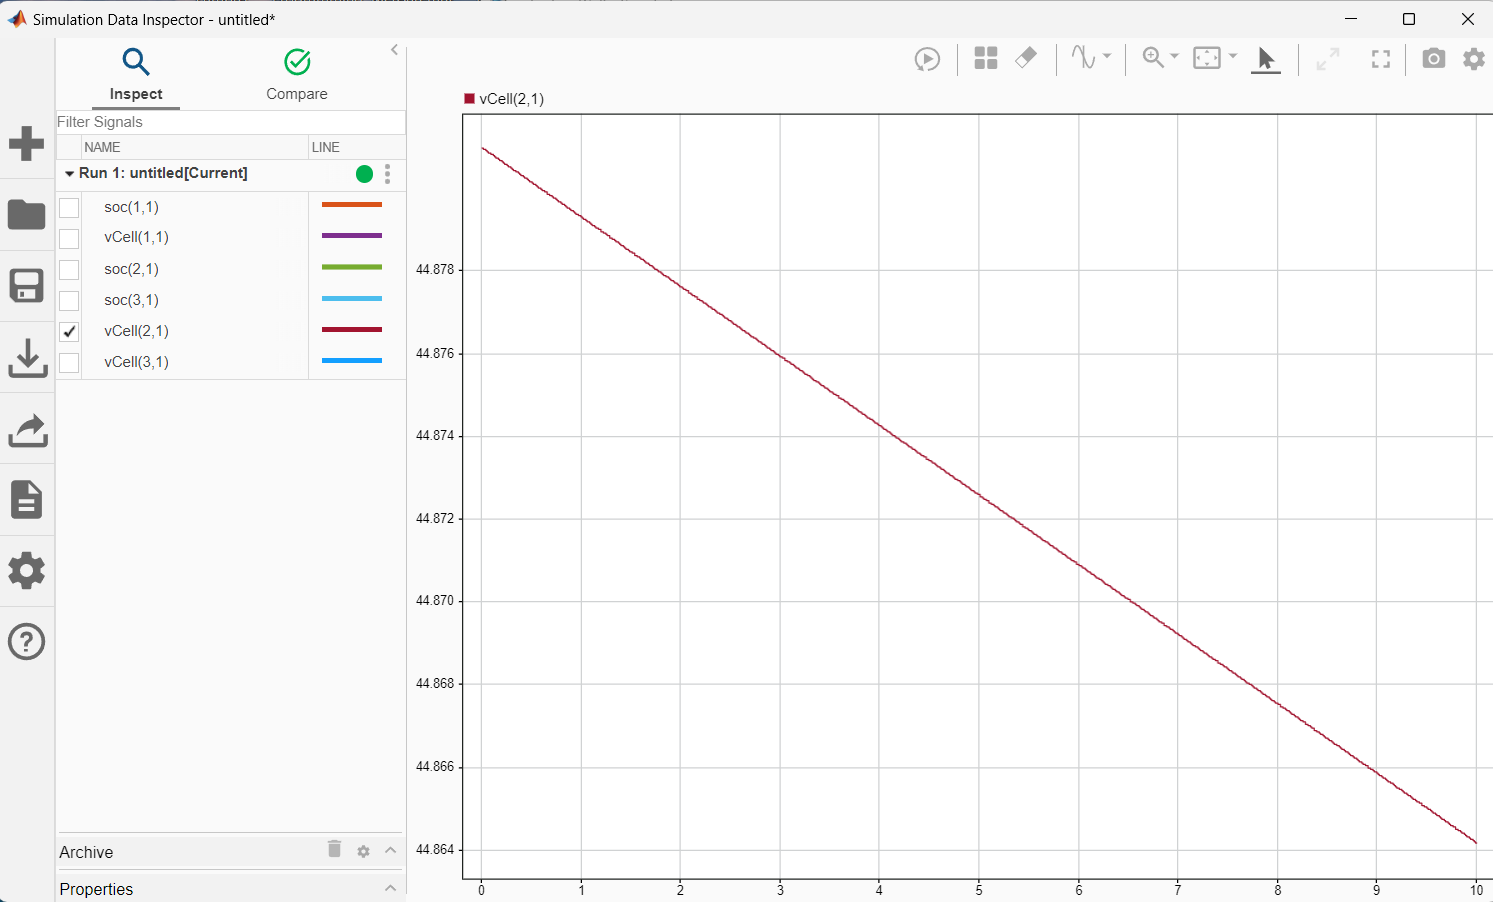 Simulation Data Inspector - untitled*
Inspect
Compare
Filter Signals
NAME
LINE
Run 1: untitled[Current]
soc(1,1)
vCell(1,1)
soc(2,1)
soc(3,1)
vCell(2,1)
vCell(3,1)
Archive
Properties
vCell(2,1)
44.878
44.876
44.874
44.872
44.870
44.868
44.866
44.864
0 1 2 3 4 5 6 7 8 9 10